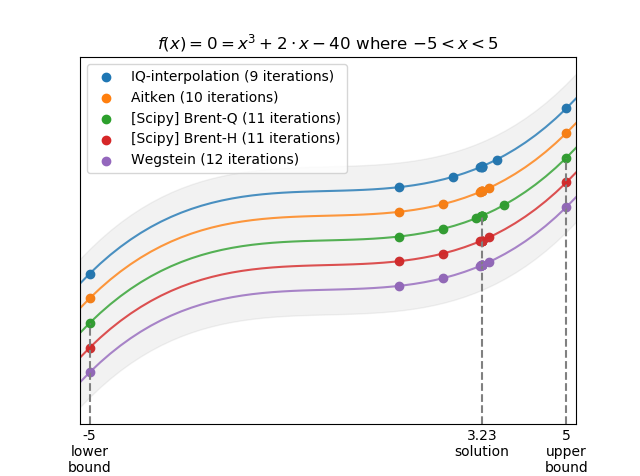 f(x) = 0 = x³ + 2 · x − 40 where −5 < x < 5
IQ-interpolation (9 iterations)
Aitken (10 iterations)
[Scipy] Brent-Q (11 iterations)
[Scipy] Brent-H (11 iterations)
Wegstein (12 iterations)
-5
lower
bound
3.23
solution
5
upper
bound